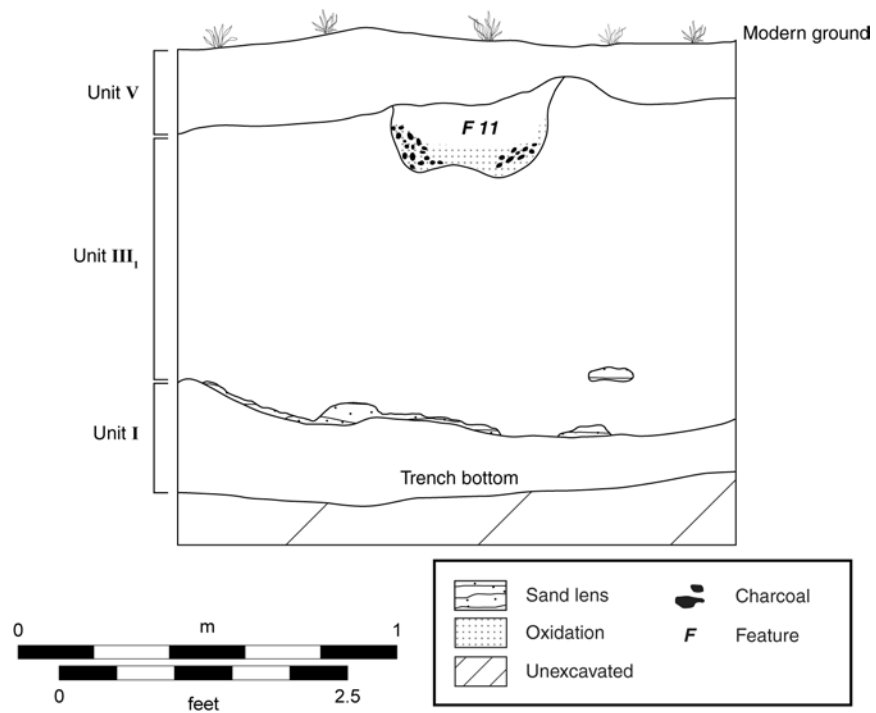 Modern ground
Unit V
F 11
Unit III₁
Unit I
Trench bottom
0 m 1
0 feet 2.5
Sand lens
Charcoal
Oxidation
F Feature
Unexcavated